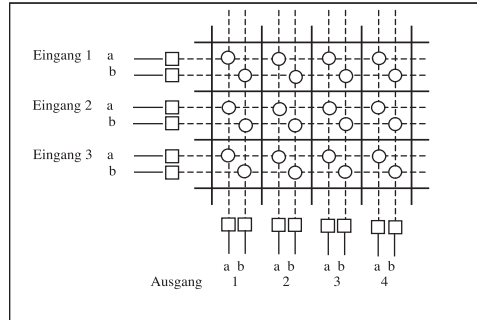 Eingang 1 a
b
Eingang 2 a
b
Eingang 3 a
b
a b a b a b a b
Ausgang 1 2 3 4